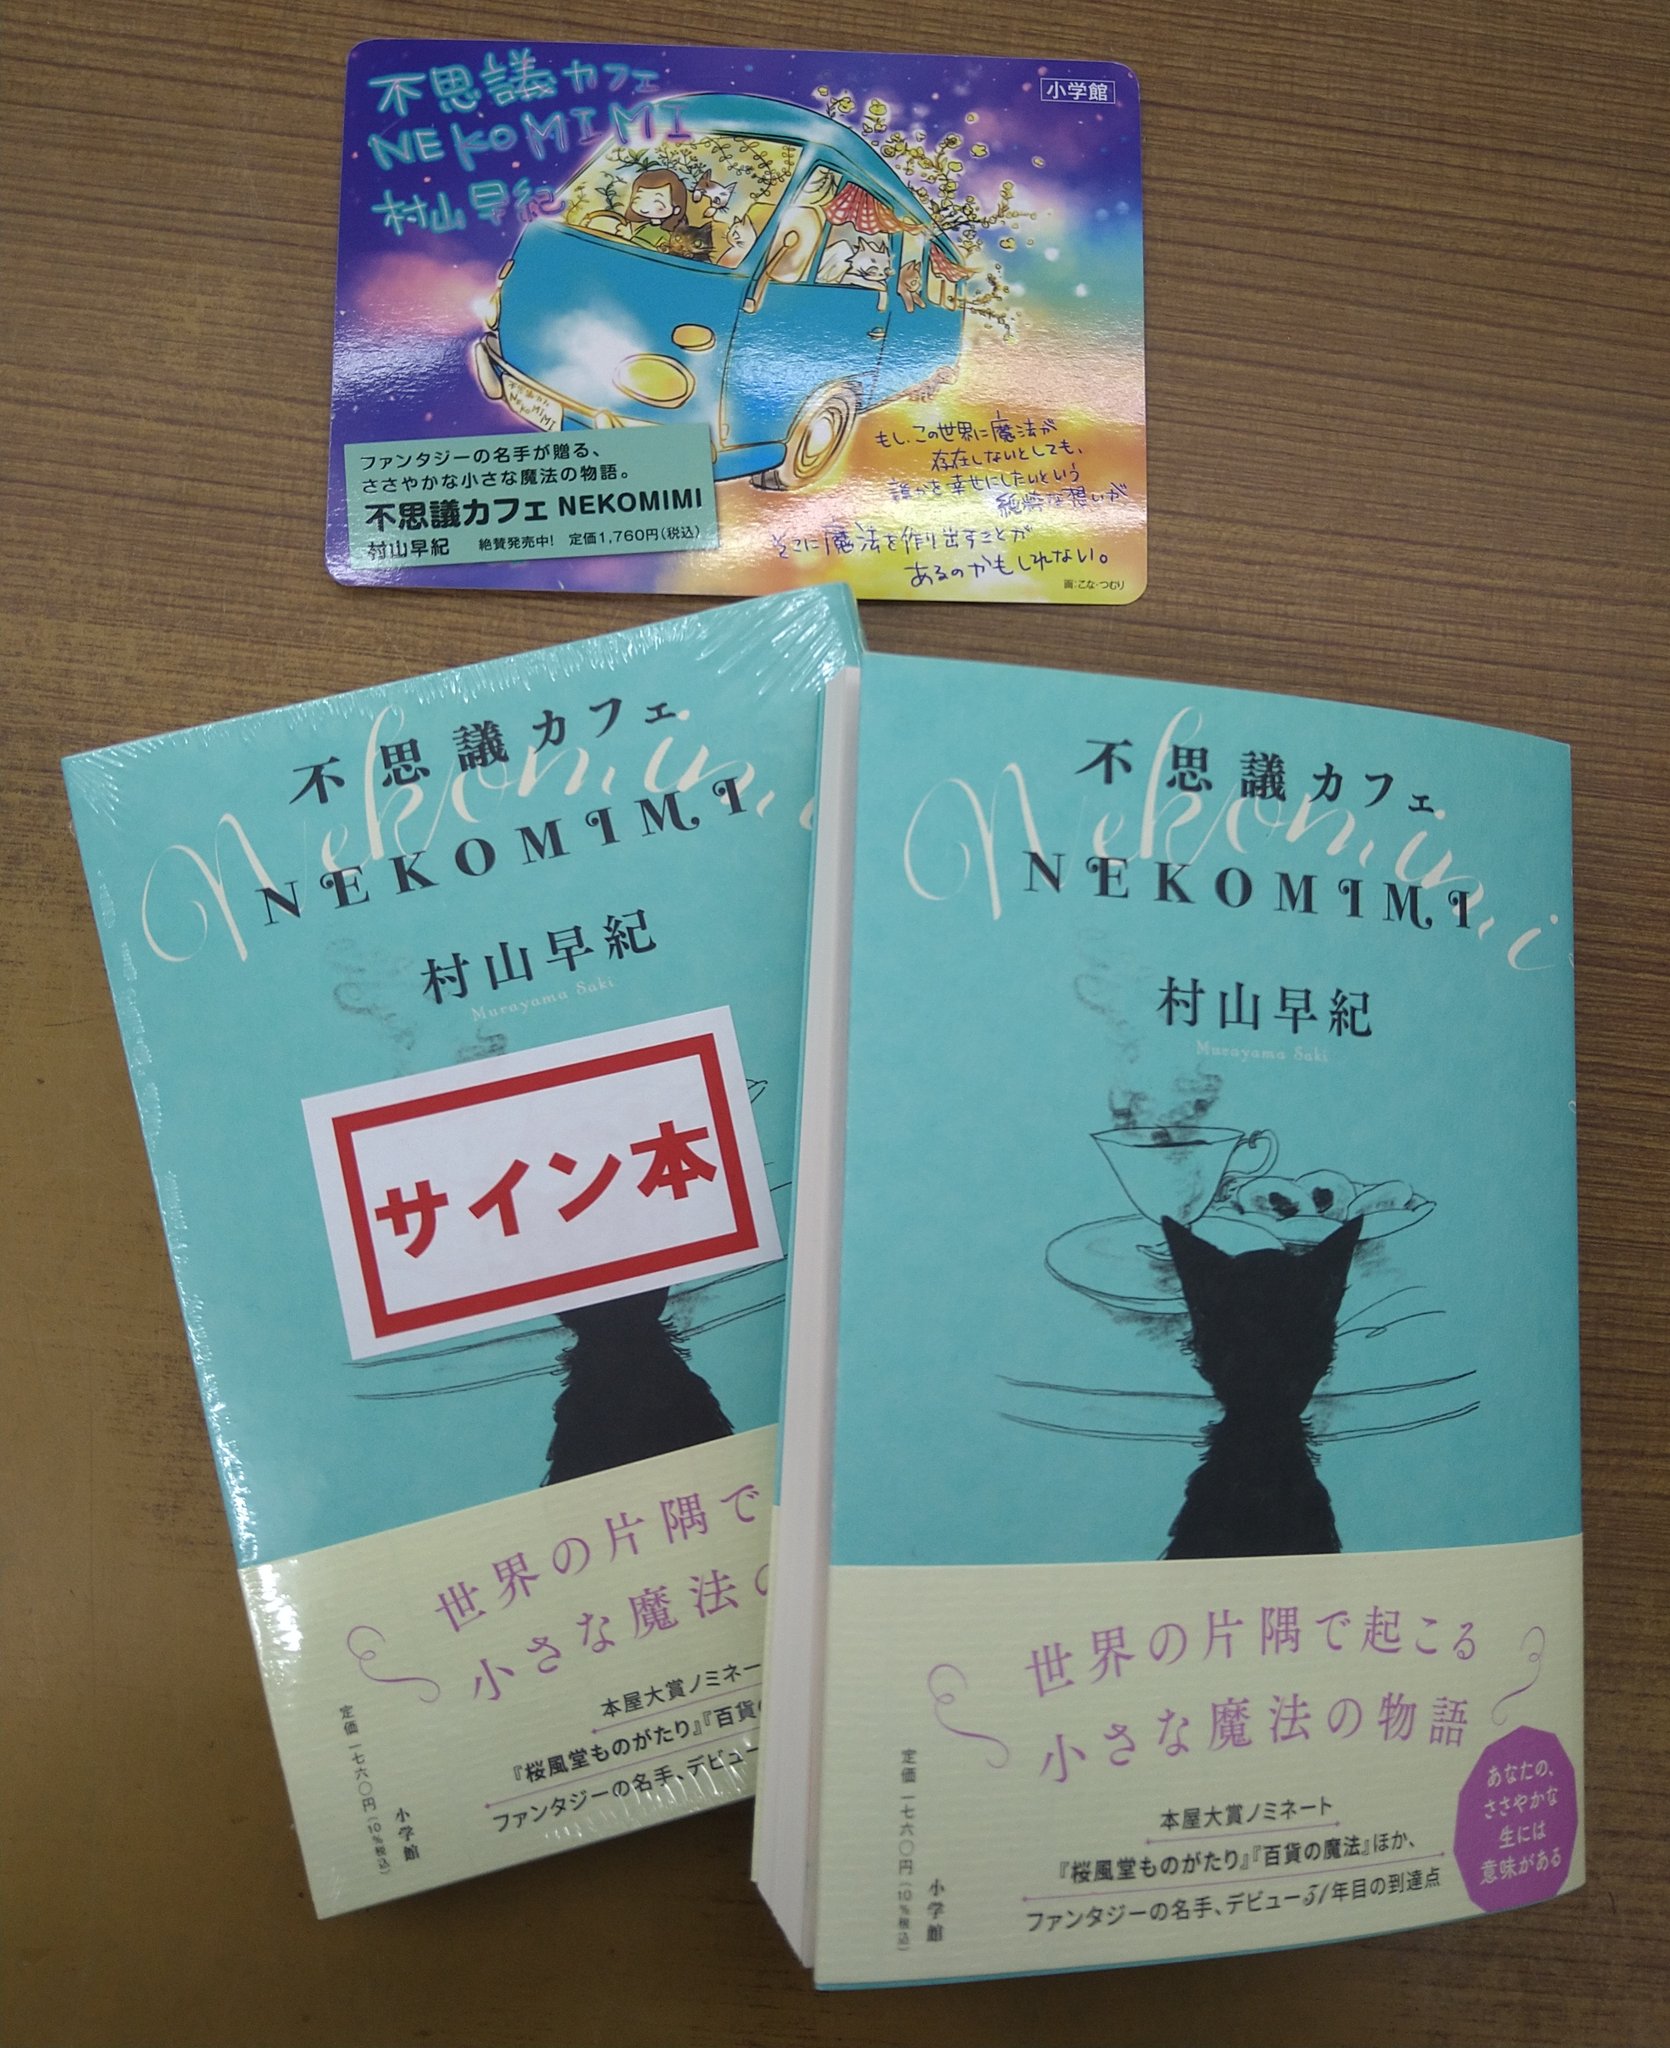 不思議カフェ
NEKOMIMI
村山早紀
小学館
不思議カフェ
NEKOMIMI
ファンタジーの名手が贈る、
ささやかな小さな魔法の物語。
不思議カフェ NEKOMIMI
村山早紀 絶賛発売中! 定価1,760円(税込)
もし、この世界に魔法が
存在しないとしても、
誰かを幸せにしたいという
純粋な想いが
そこに魔法を作り出すことが
あるのかもしれない。
画:こな・つむり
不思議カフェ
Nekomimi
NEKOMIMI
村山早紀
Murayama Saki
サイン本
世界の片隅で
小さな魔法の
本屋大賞ノミネー
『桜風堂ものがたり』『百貨の
ファンタジーの名手、デビュー
定価一七六〇円(10%税込)
小学館
不思議カフェ
Nekomimi
NEKOMIMI
村山早紀
Murayama Saki
世界の片隅で起こる
小さな魔法の物語
本屋大賞ノミネート
『桜風堂ものがたり』『百貨の魔法』ほか、
ファンタジーの名手、デビュー31年目の到達点
あなたの、
ささやかな
生には
意味がある
定価一七六〇円(10%税込)
小学館